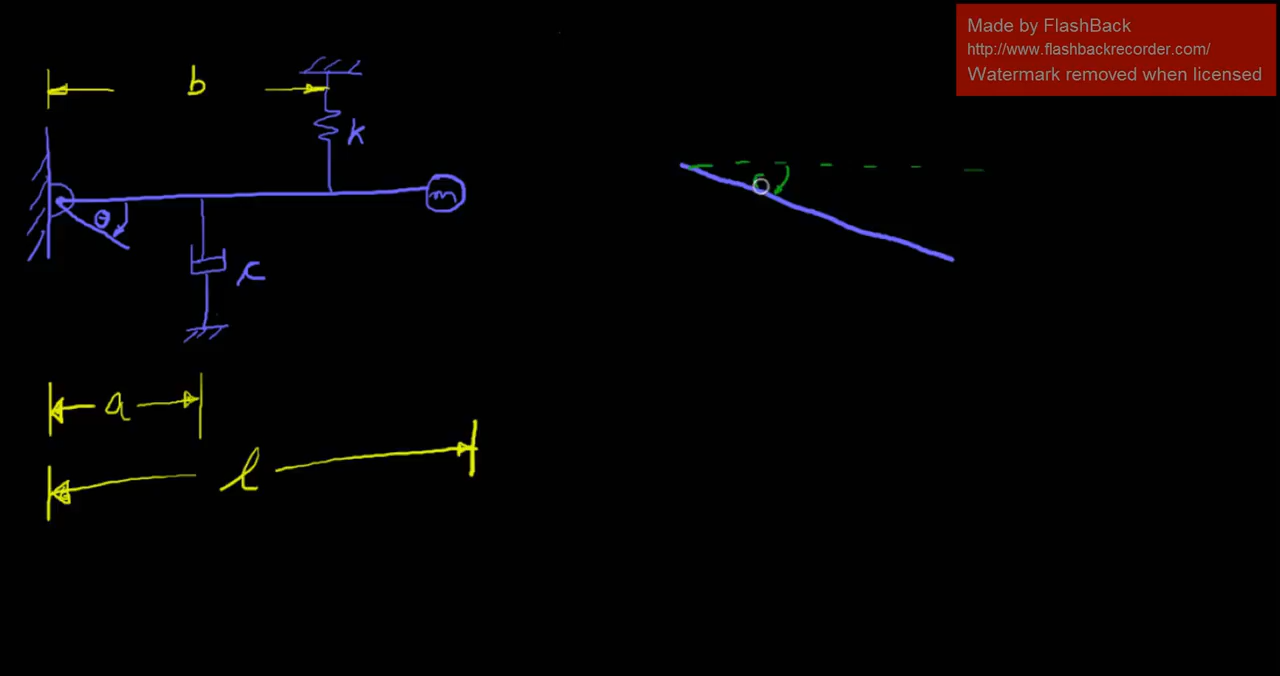 Made by FlashBack
http://www.flashbackrecorder.com/
Watermark removed when licensed
b
k
m
θ
c
a
l